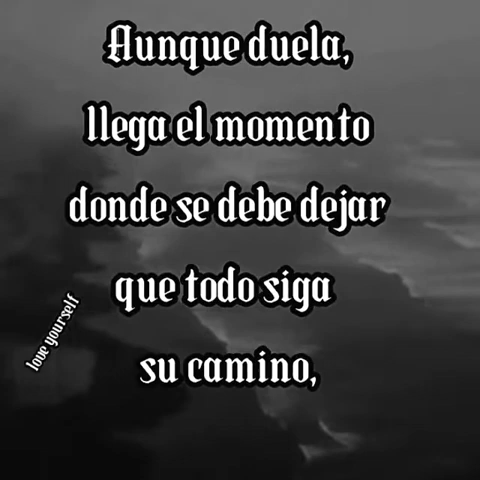 Aunque duela,
llega el momento
donde se debe dejar
que todo siga
su camino,
love yourself